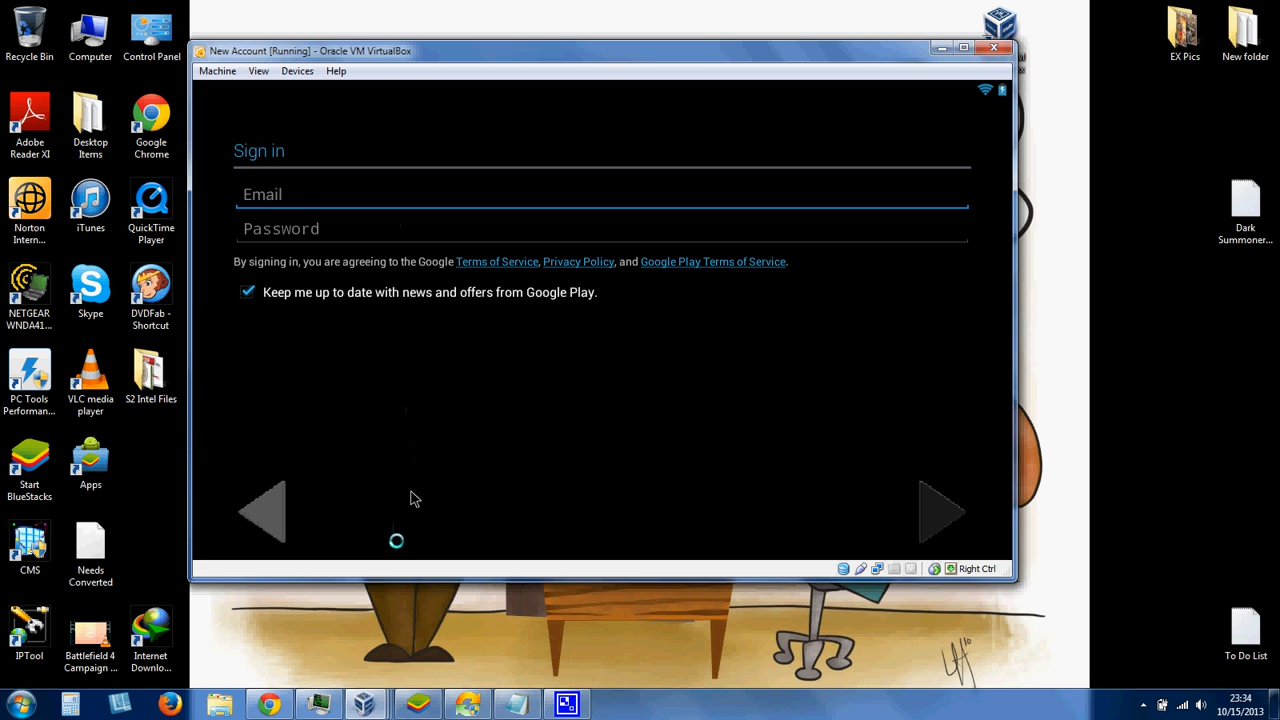 Recycle Bin
Computer
Control Panel
Adobe
Reader XI
Desktop
Items
Google
Chrome
Norton
Intern...
iTunes
QuickTime
Player
NETGEAR
WNDA41...
Skype
DVDFab -
Shortcut
PC Tools
Performan...
VLC media
player
S2 Intel Files
Start
BlueStacks
Apps
CMS
Needs
Converted
IPTool
Battlefield 4
Campaign ...
Internet
Downlo...
New Account [Running] - Oracle VM VirtualBox
Machine View Devices Help
Sign in
Email
Password
By signing in, you are agreeing to the Google Terms of Service, Privacy Policy, and Google Play Terms of Service.
Keep me up to date with news and offers from Google Play.
Right Ctrl
EX Pics
New folder
Dark
Summoner...
To Do List
23:34
10/15/2013